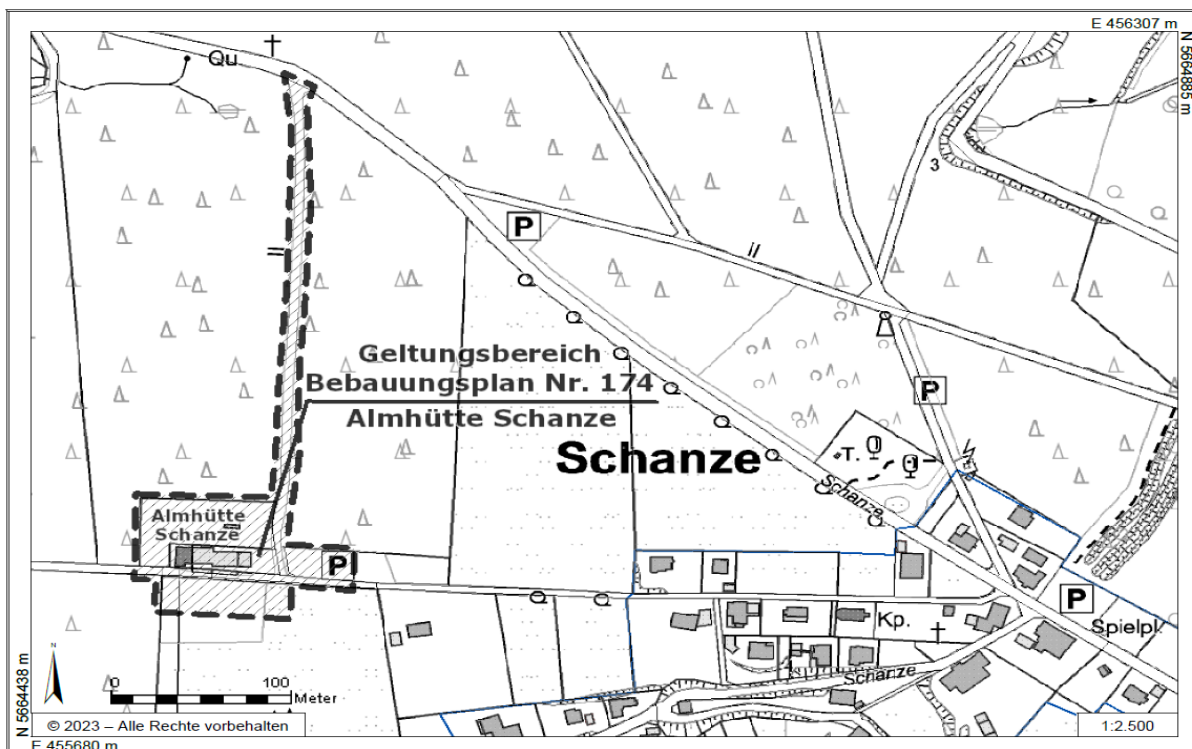 E 456307 m
N 5664885 m
Qu
3
P
Geltungsbereich
Bebauungsplan Nr. 174
Almhütte Schanze
P
Schanze
T.
Schanze
Almhütte
Schanze
P
P
Kp.
Spielpl.
Schanze
0
100
Meter
N
N 5664438 m
© 2023 – Alle Rechte vorbehalten
1:2.500
E 455680 m